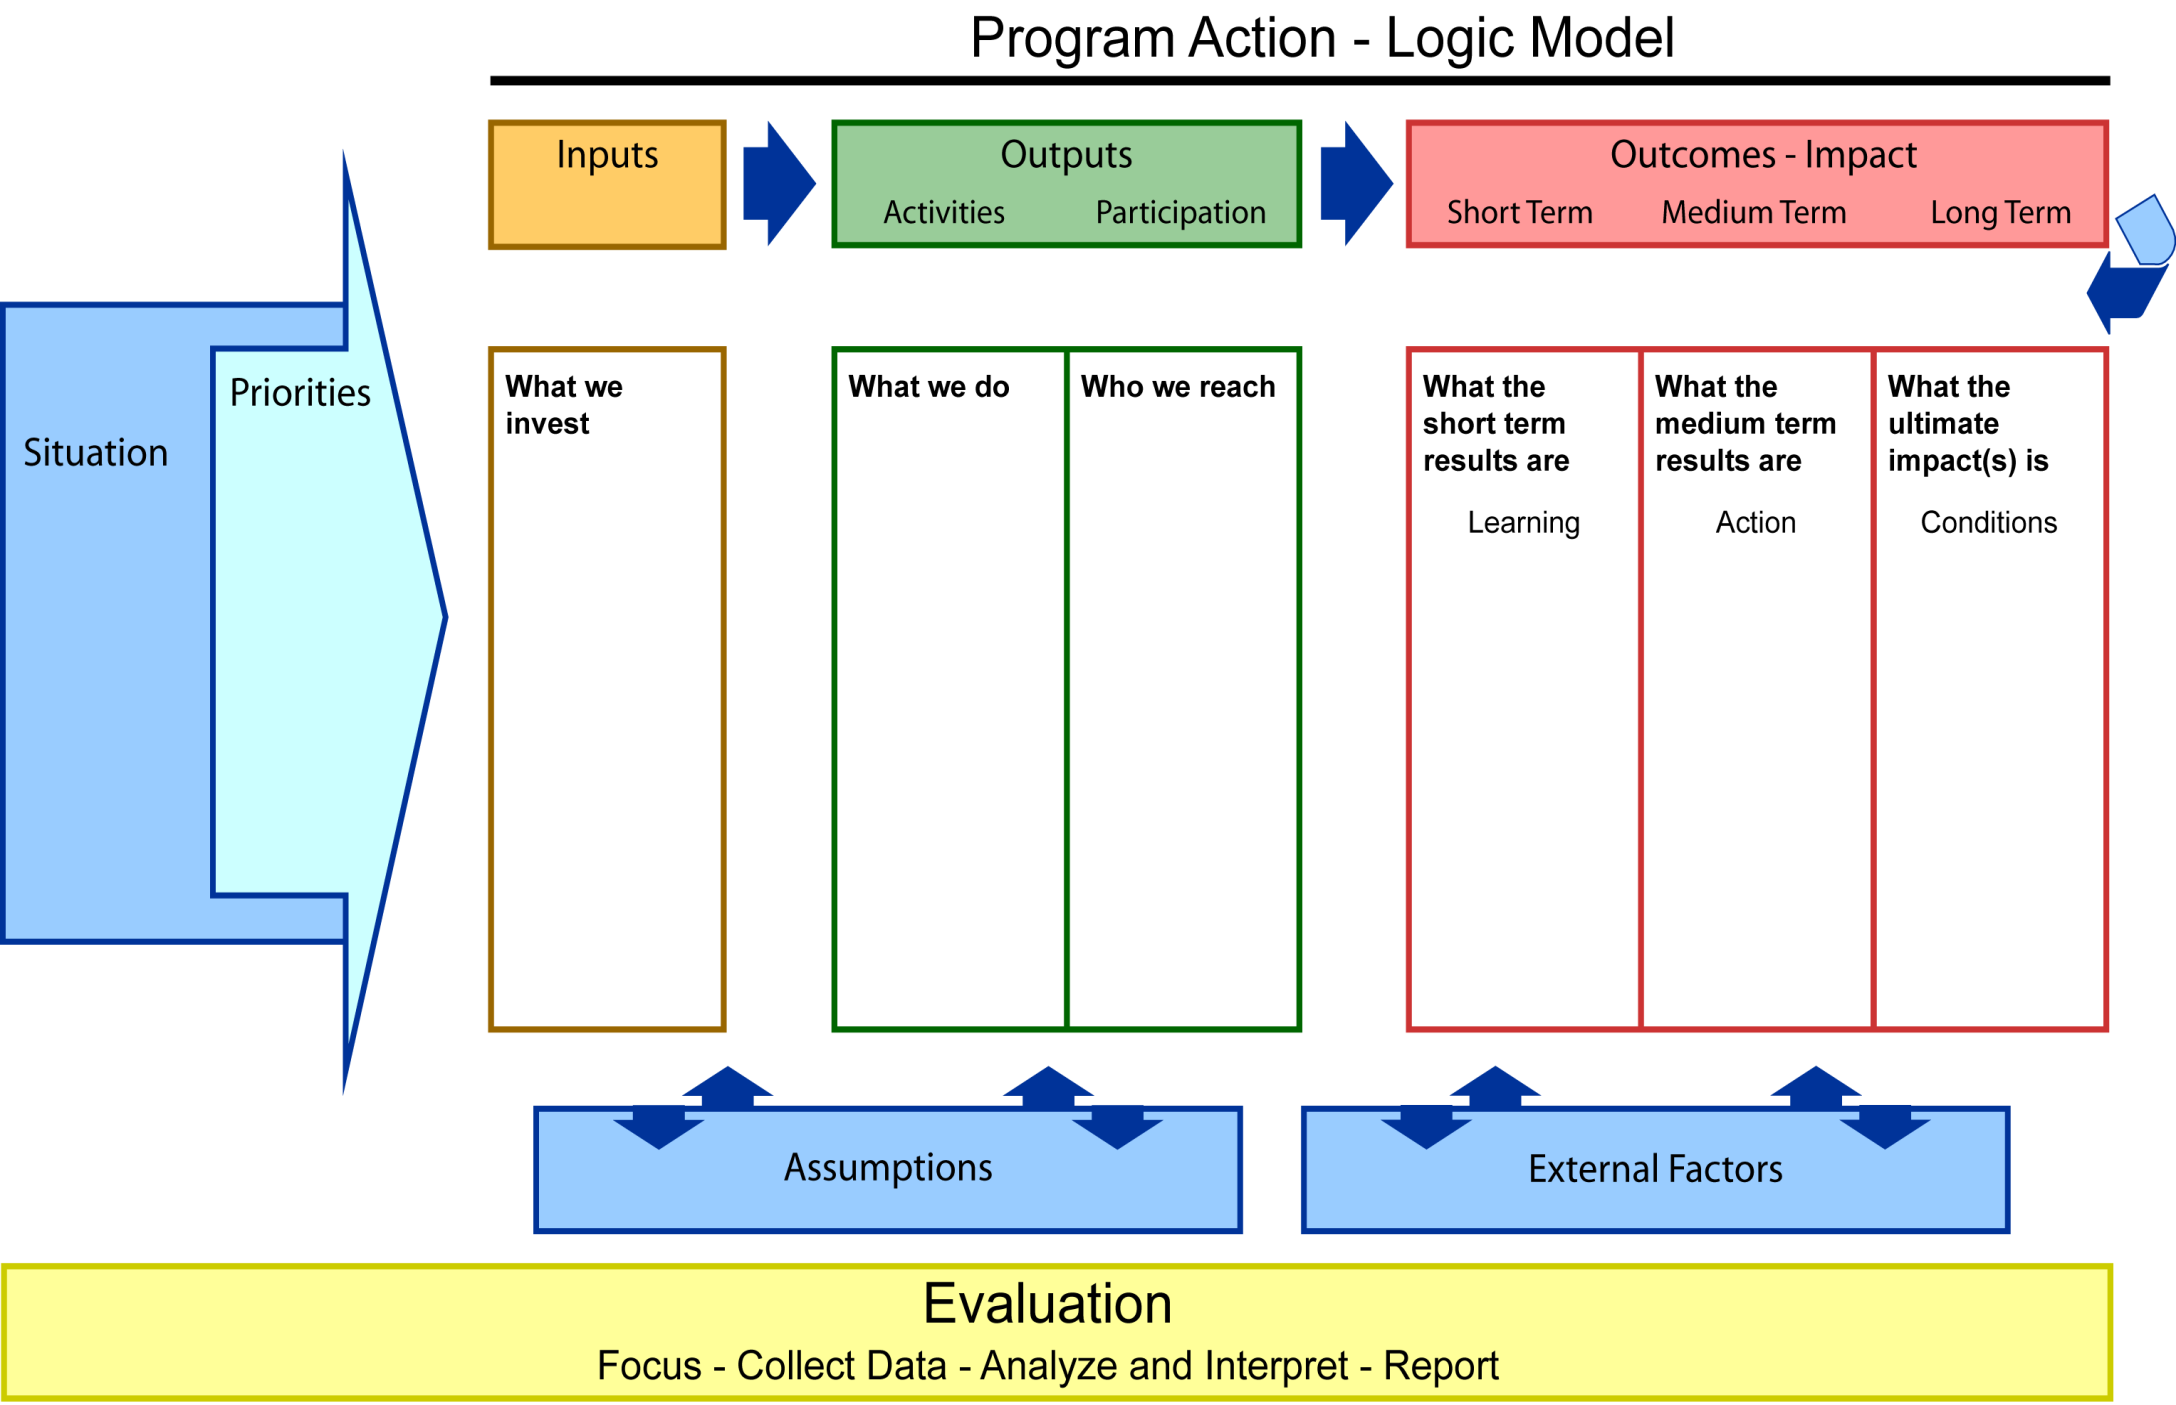 Program Action - Logic Model
Inputs
Outputs
Activities
Participation
Outcomes - Impact
Short Term
Medium Term
Long Term
Situation
Priorities
What we
invest
What we do
Who we reach
What the
short term
results are
Learning
What the
medium term
results are
Action
What the
ultimate
impact(s) is
Conditions
Assumptions
External Factors
Evaluation
Focus - Collect Data - Analyze and Interpret - Report